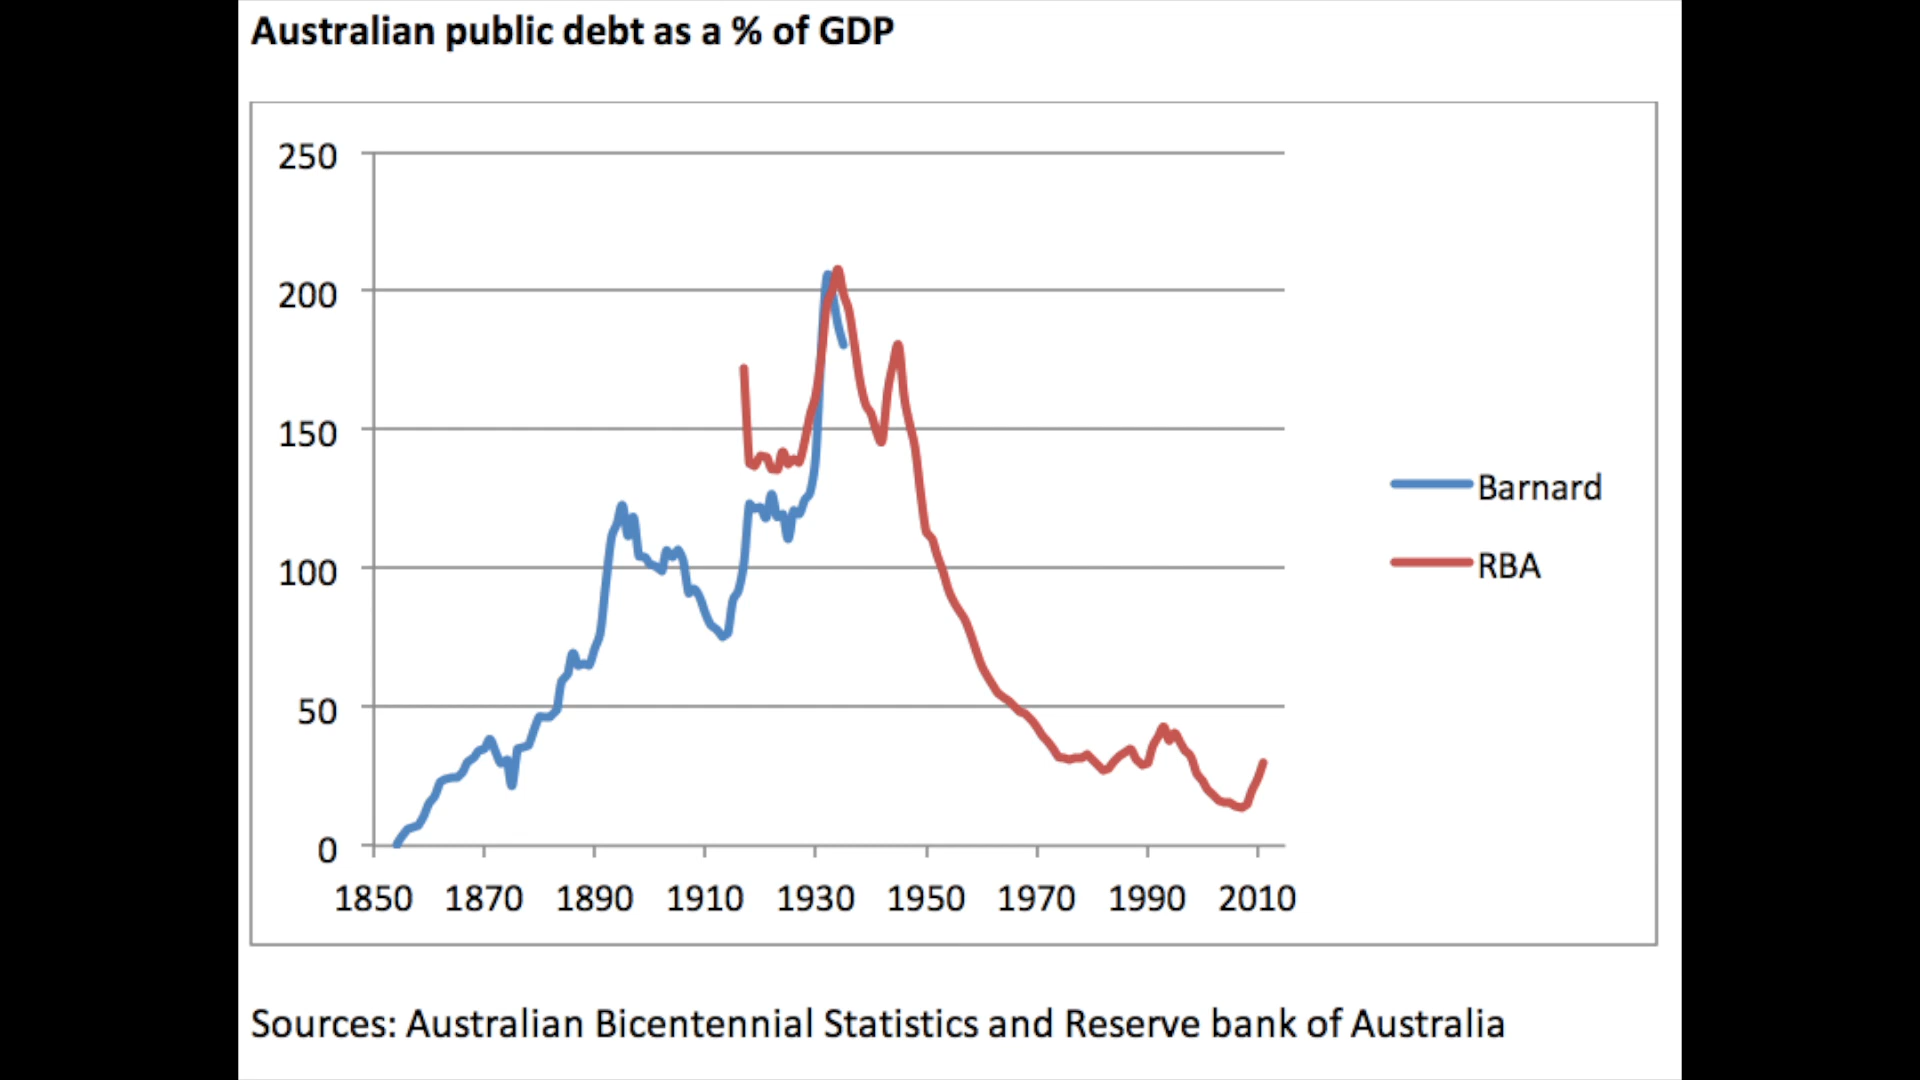 Australian public debt as a % of GDP
250
200
150
100
50
0
1850 1870 1890 1910 1930 1950 1970 1990 2010
Barnard
RBA
Sources: Australian Bicentennial Statistics and Reserve bank of Australia